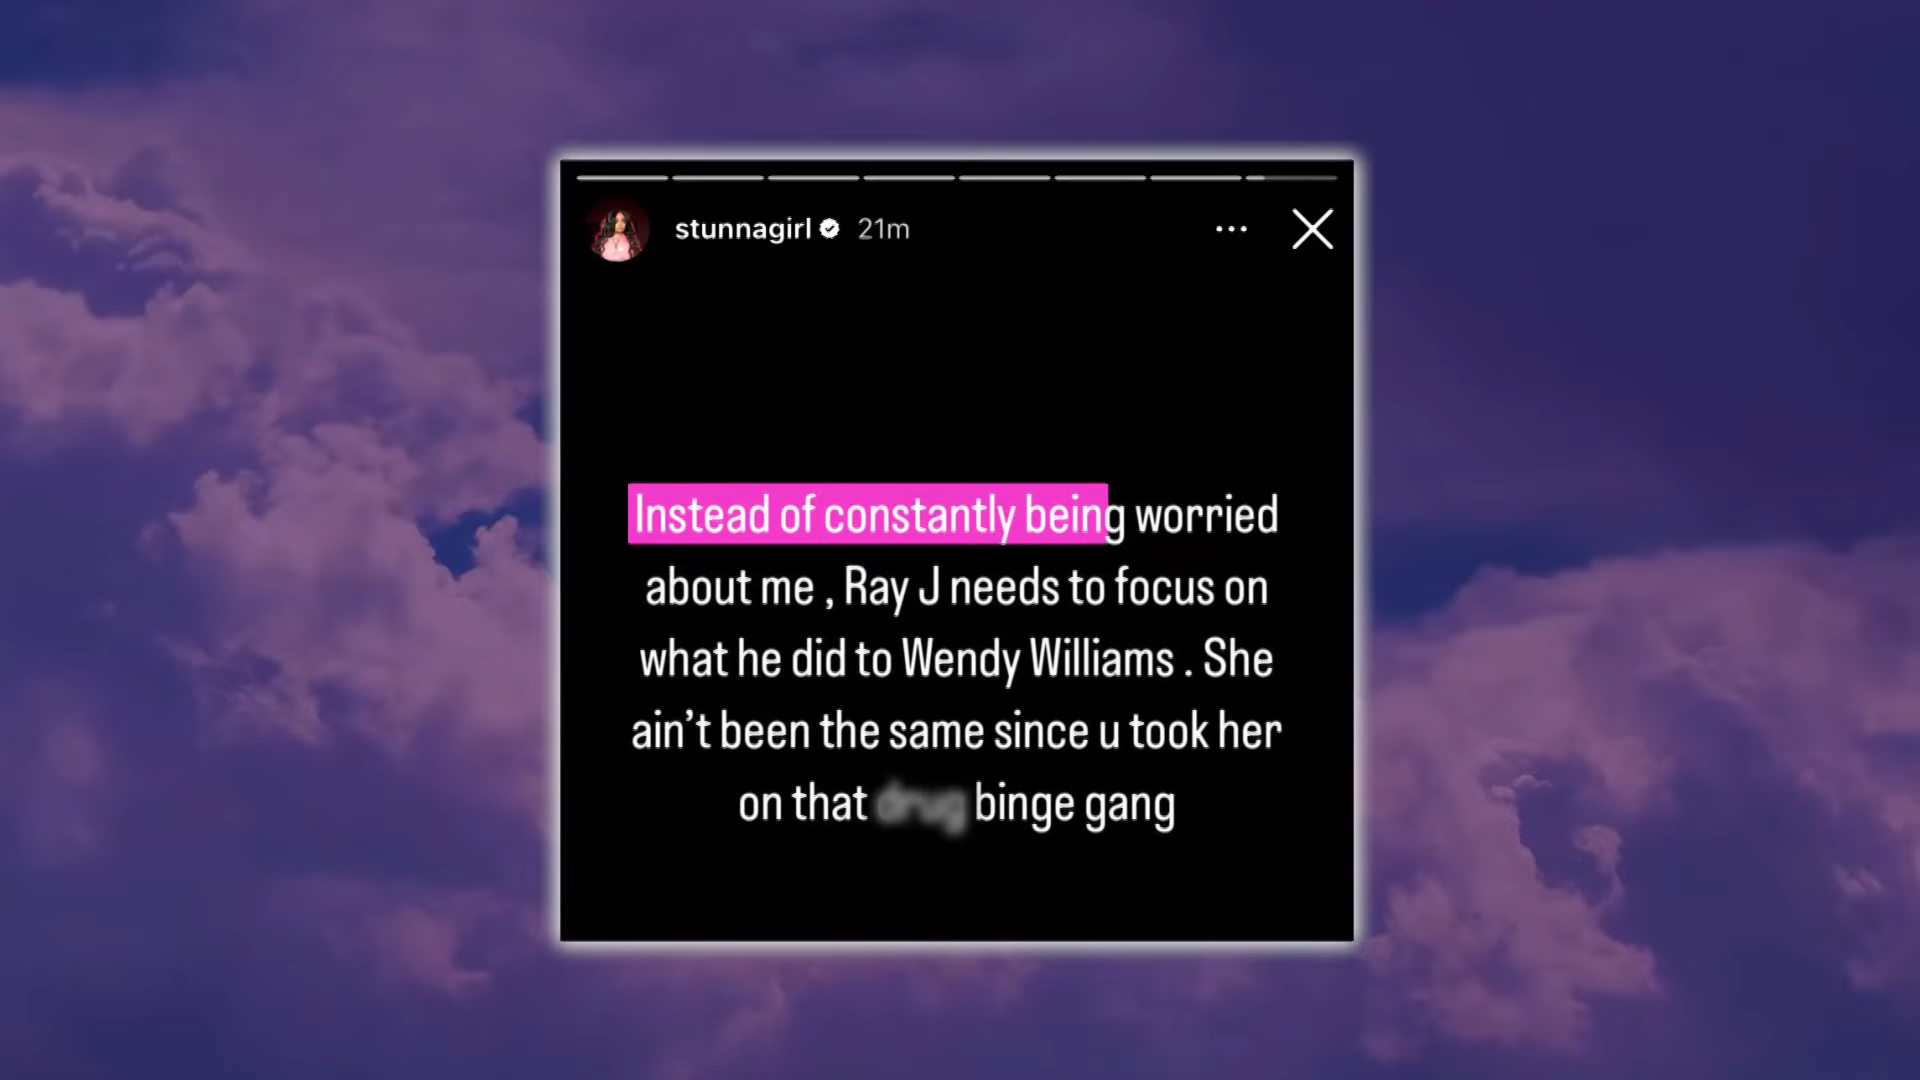 stunnagirl 21m
Instead of constantly being worried
about me , Ray J needs to focus on
what he did to Wendy Williams . She
ain’t been the same since u took her
on that drug binge gang